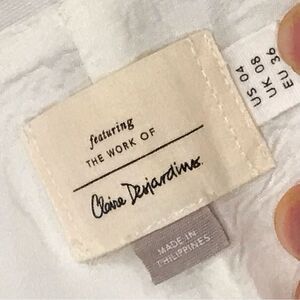 featuring
THE WORK OF
Claire Desjardins.
US 04
UK 08
EU 36
MADE IN
PHILIPPINES